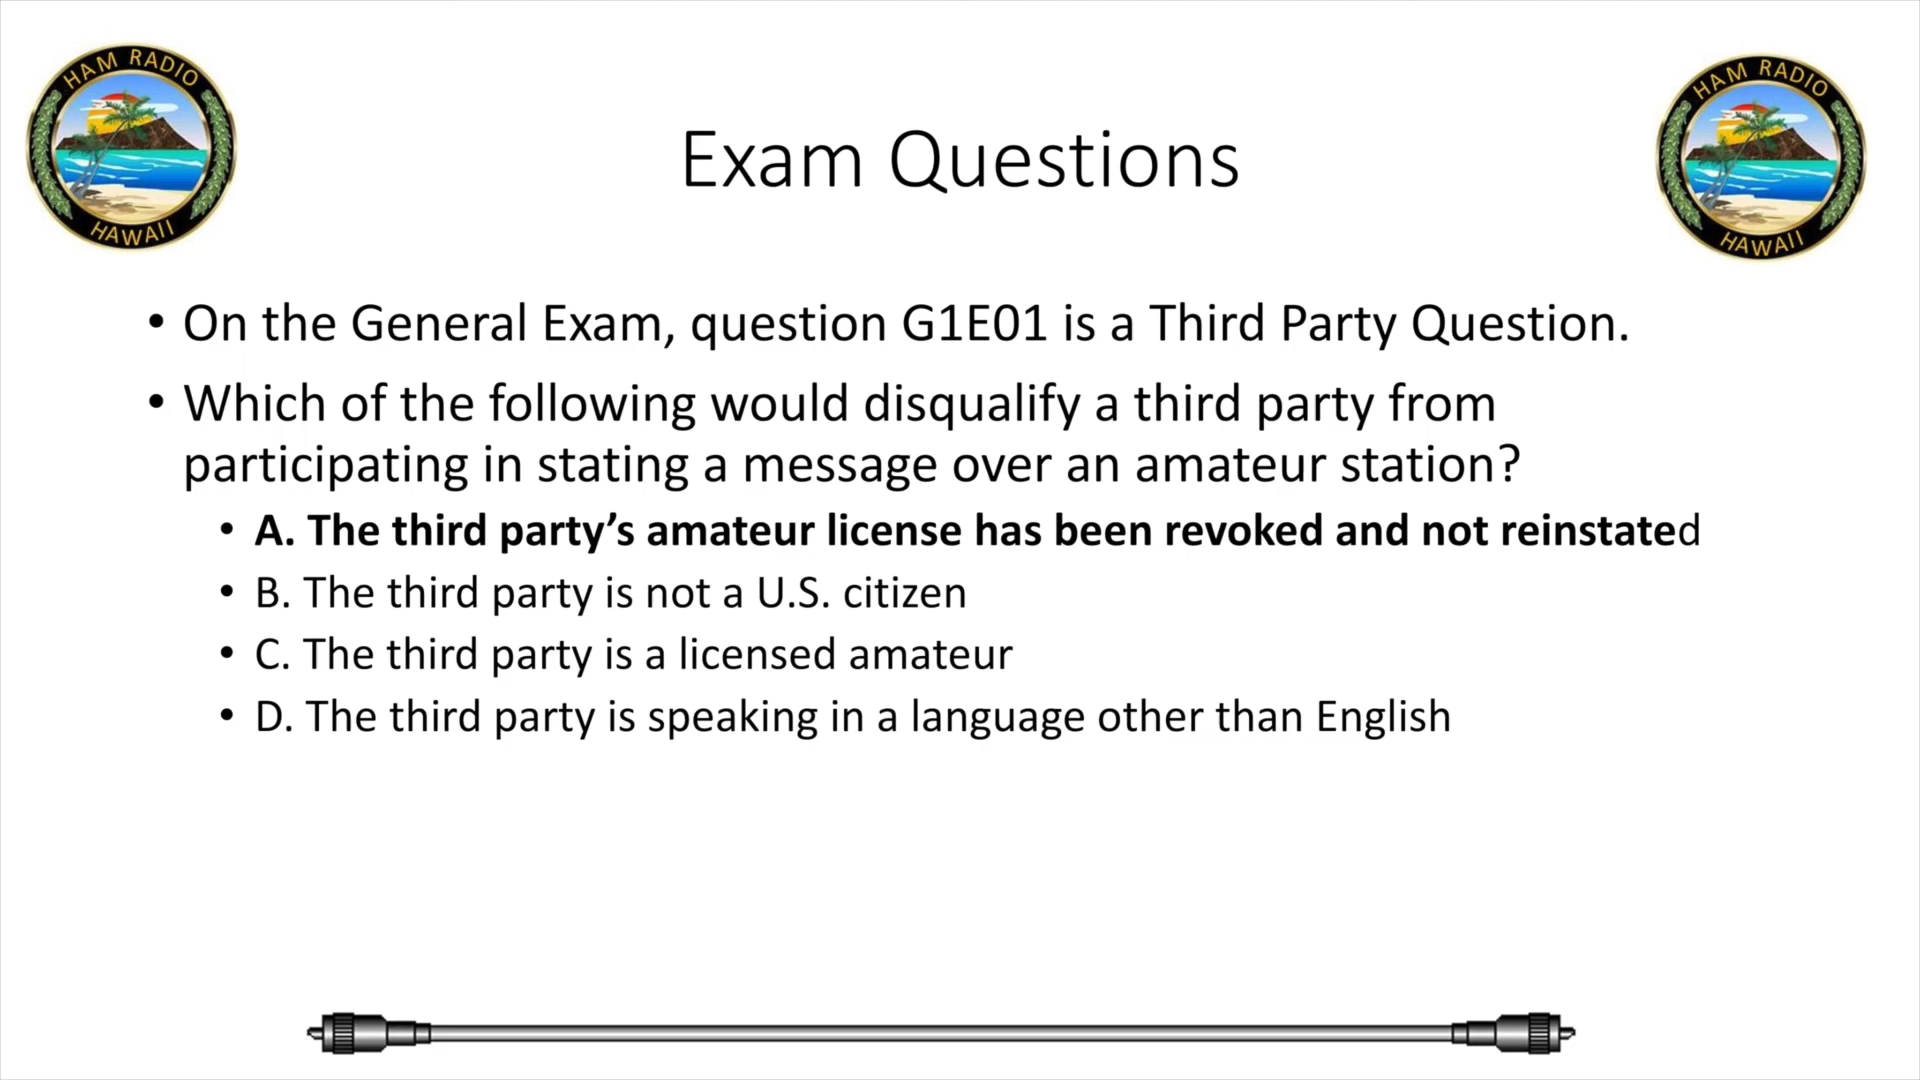 HAM RADIO
HAWAII
HAM RADIO
HAWAII
Exam Questions
• On the General Exam, question G1E01 is a Third Party Question.
• Which of the following would disqualify a third party from
participating in stating a message over an amateur station?
• A. The third party’s amateur license has been revoked and not reinstated
• B. The third party is not a U.S. citizen
• C. The third party is a licensed amateur
• D. The third party is speaking in a language other than English